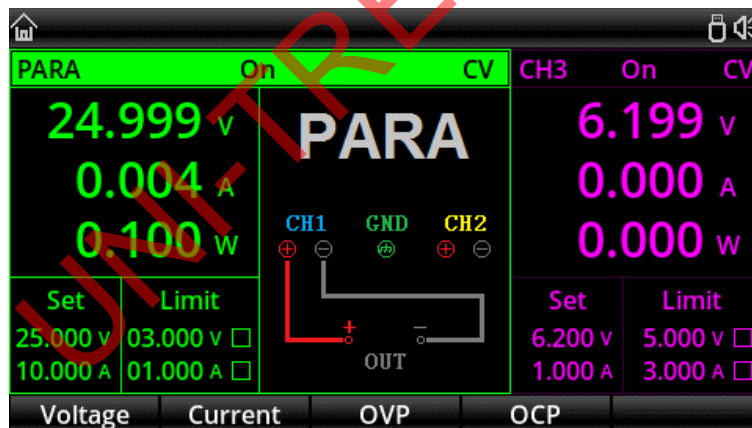 PARA On CV
24.999 V
0.004 A
0.100 W
Set Limit
25.000 V 03.000 V
10.000 A 01.000 A
PARA
CH1 GND CH2
+ -
OUT
CH3 On CV
6.199 V
0.000 A
0.000 W
Set Limit
6.200 V 5.000 V
1.000 A 3.000 A
Voltage Current OVP OCP
UNI-TRE